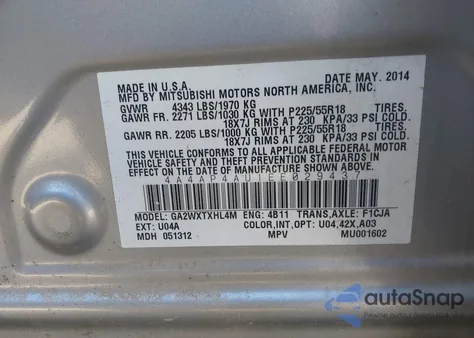 MADE IN U.S.A. DATE MAY. 2014
MFD BY MITSUBISHI MOTORS NORTH AMERICA, INC.
GVWR 4343 LBS/1970 KG
GAWR FR. 2271 LBS/1030 KG WITH P225/55R18 TIRES.
18X7J RIMS AT 230 KPA/33 PSI COLD.
GAWR RR. 2205 LBS/1000 KG WITH P225/55R18 TIRES.
18X7J RIMS AT 230 KPA/33 PSI COLD.
THIS VEHICLE CONFORMS TO ALL APPLICABLE FEDERAL MOTOR
VEHICLE SAFETY AND THEFT PREVENTION STANDARDS IN
EFFECT ON THE DATE OF MANUFACTURE SHOWN ABOVE.
MODEL: GA2WXTXHL4M ENG: 4B11 TRANS,AXLE: F1CJA
EXT: U04A COLOR,INT,OPT: U04,42X,A03
MDH 051312 MPV MU001602
autoSnap